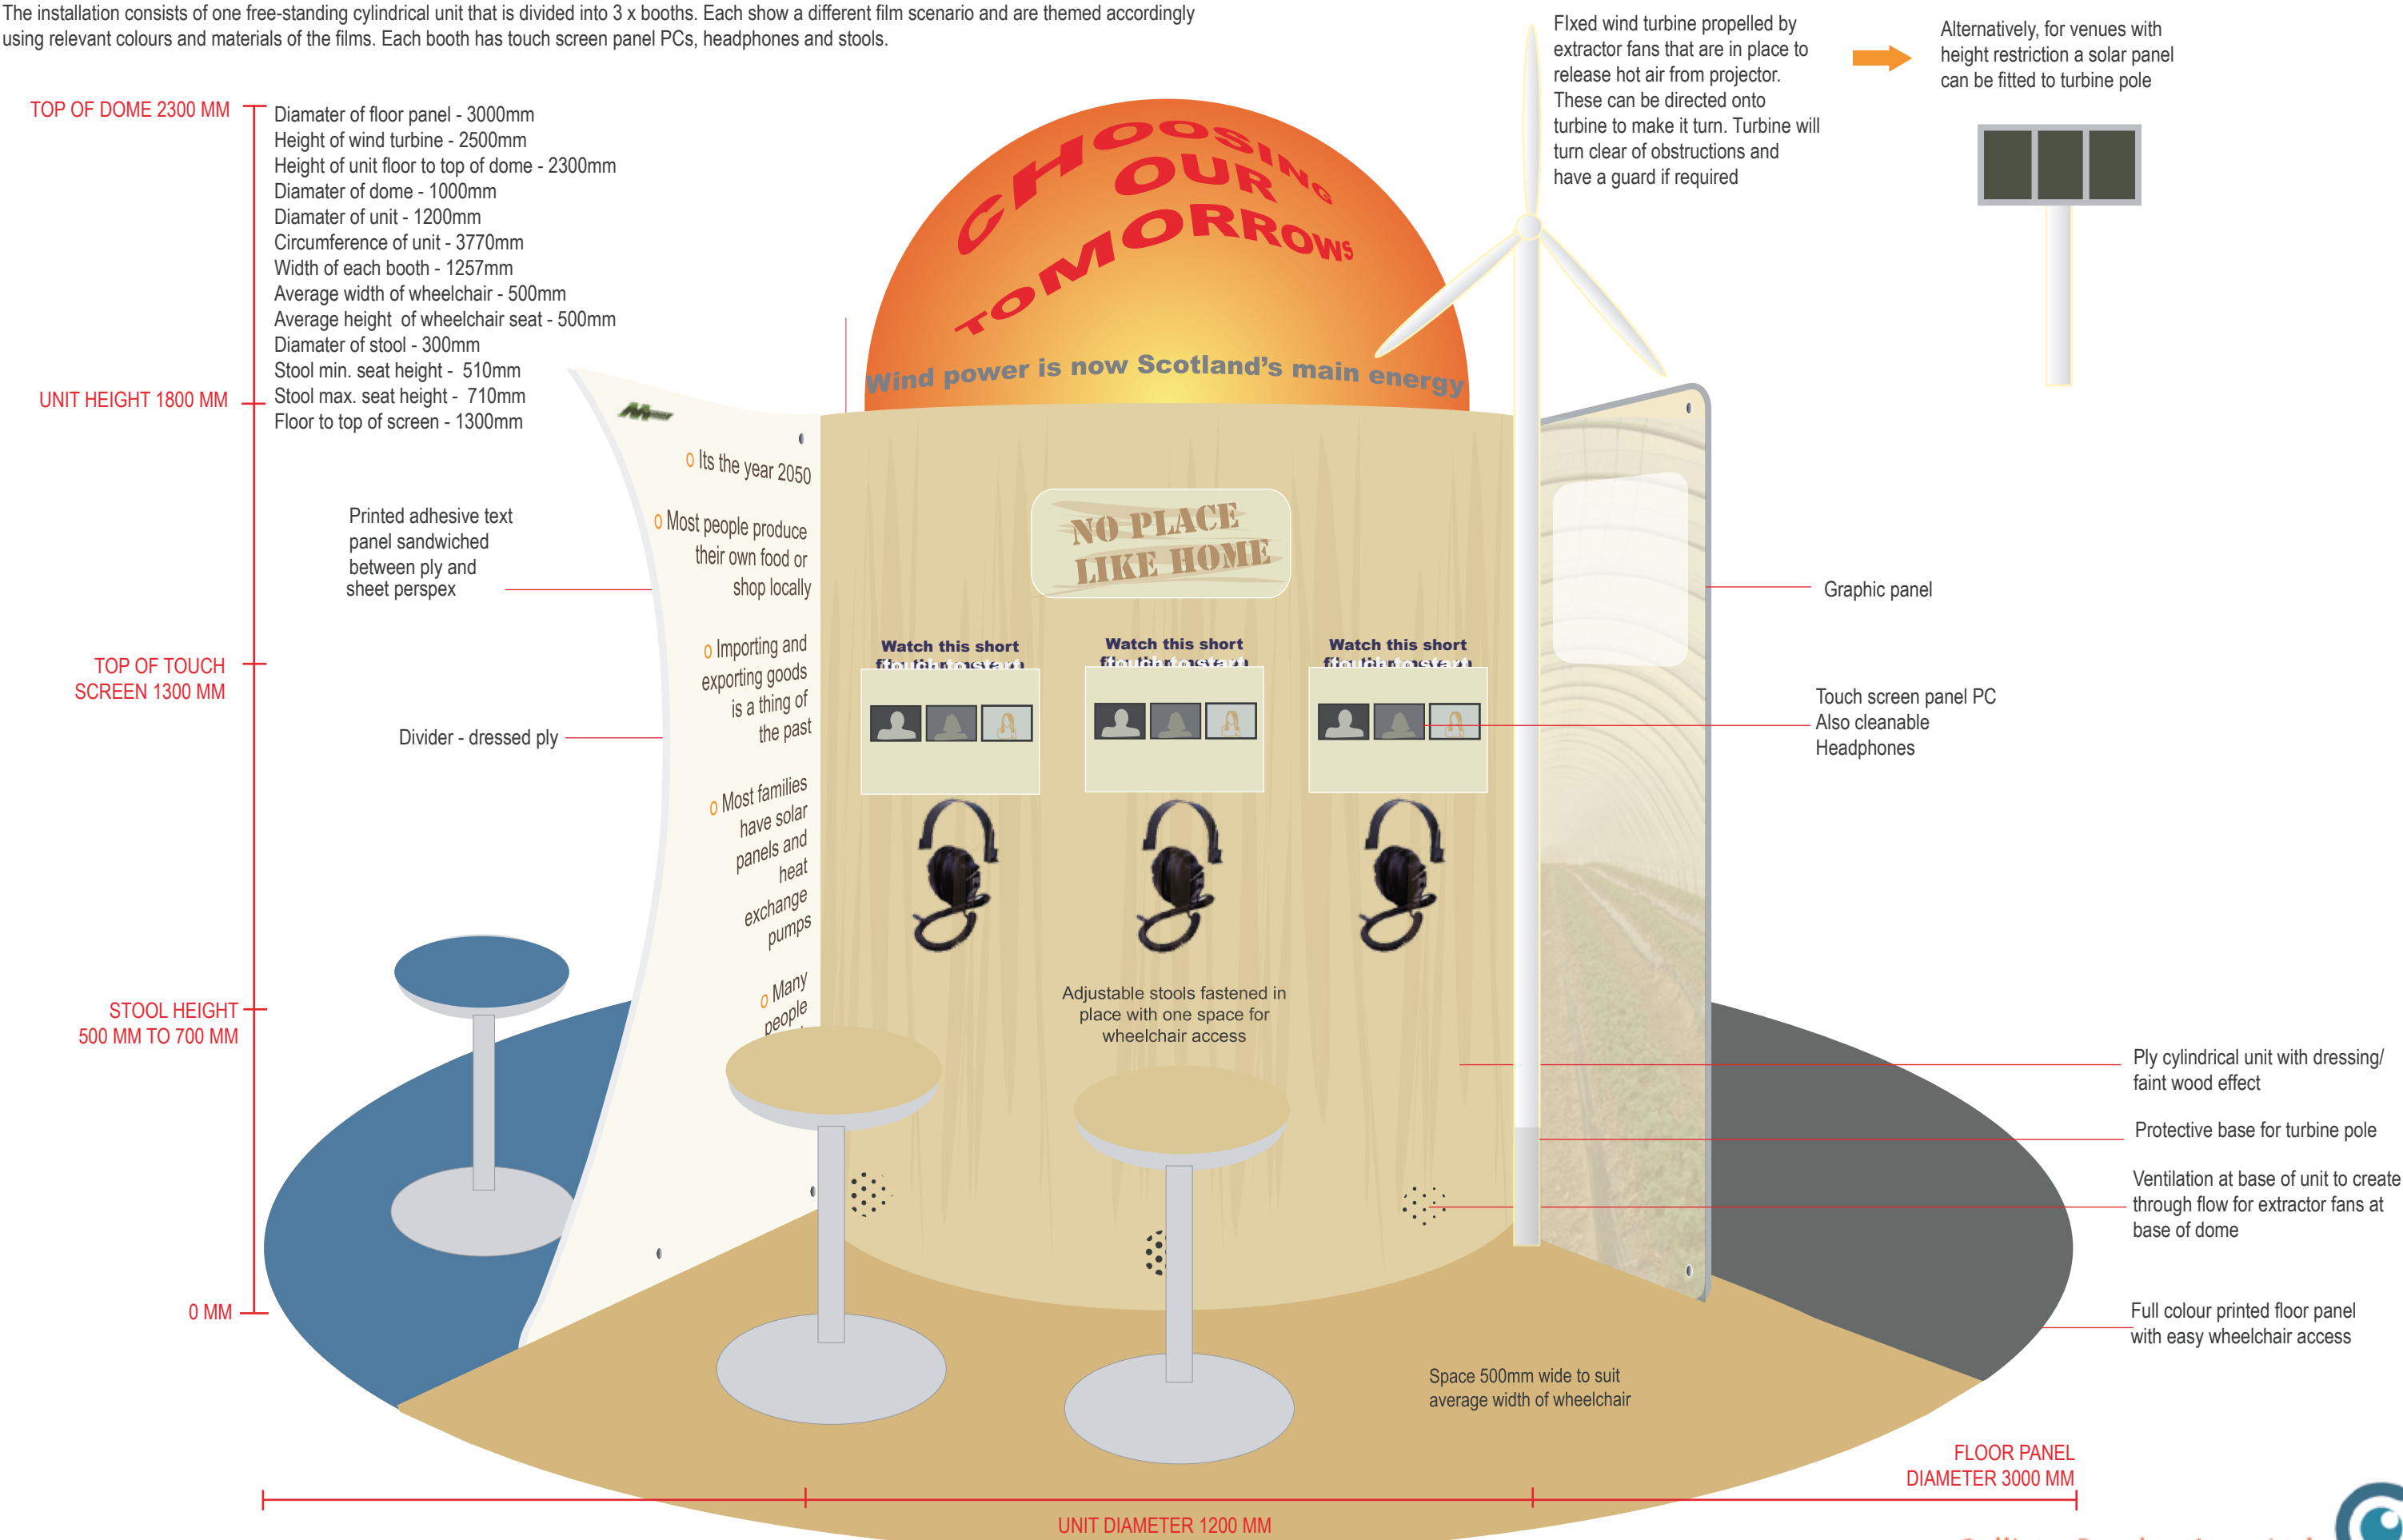 The installation consists of one free-standing cylindrical unit that is divided into 3 x booths. Each show a different film scenario and are themed accordingly
using relevant colours and materials of the films. Each booth has touch screen panel PCs, headphones and stools.
FIxed wind turbine propelled by
extractor fans that are in place to
release hot air from projector.
These can be directed onto
turbine to make it turn. Turbine will
turn clear of obstructions and
have a guard if required
Alternatively, for venues with
height restriction a solar panel
can be fitted to turbine pole
TOP OF DOME 2300 MM
Diamater of floor panel - 3000mm
Height of wind turbine - 2500mm
Height of unit floor to top of dome - 2300mm
Diamater of dome - 1000mm
Diamater of unit - 1200mm
Circumference of unit - 3770mm
Width of each booth - 1257mm
Average width of wheelchair - 500mm
Average height of wheelchair seat - 500mm
Diamater of stool - 300mm
Stool min. seat height - 510mm
Stool max. seat height - 710mm
Floor to top of screen - 1300mm
UNIT HEIGHT 1800 MM
CHOOSING
OUR
TOMORROWS
Wind power is now Scotland's main energy
Its the year 2050
Most people produce
their own food or
shop locally
Importing and
exporting goods
is a thing of
the past
Most families
have solar
panels and
heat
exchange
pumps
Many
people
NO PLACE
LIKE HOME
Printed adhesive text
panel sandwiched
between ply and
sheet perspex
Graphic panel
Watch this short
Watch this short
Watch this short
TOP OF TOUCH
SCREEN 1300 MM
Divider - dressed ply
Touch screen panel PC
Also cleanable
Headphones
Adjustable stools fastened in
place with one space for
wheelchair access
STOOL HEIGHT
500 MM TO 700 MM
Ply cylindrical unit with dressing/
faint wood effect
Protective base for turbine pole
Ventilation at base of unit to create
through flow for extractor fans at
base of dome
0 MM
Full colour printed floor panel
with easy wheelchair access
Space 500mm wide to suit
average width of wheelchair
FLOOR PANEL
DIAMETER 3000 MM
UNIT DIAMETER 1200 MM